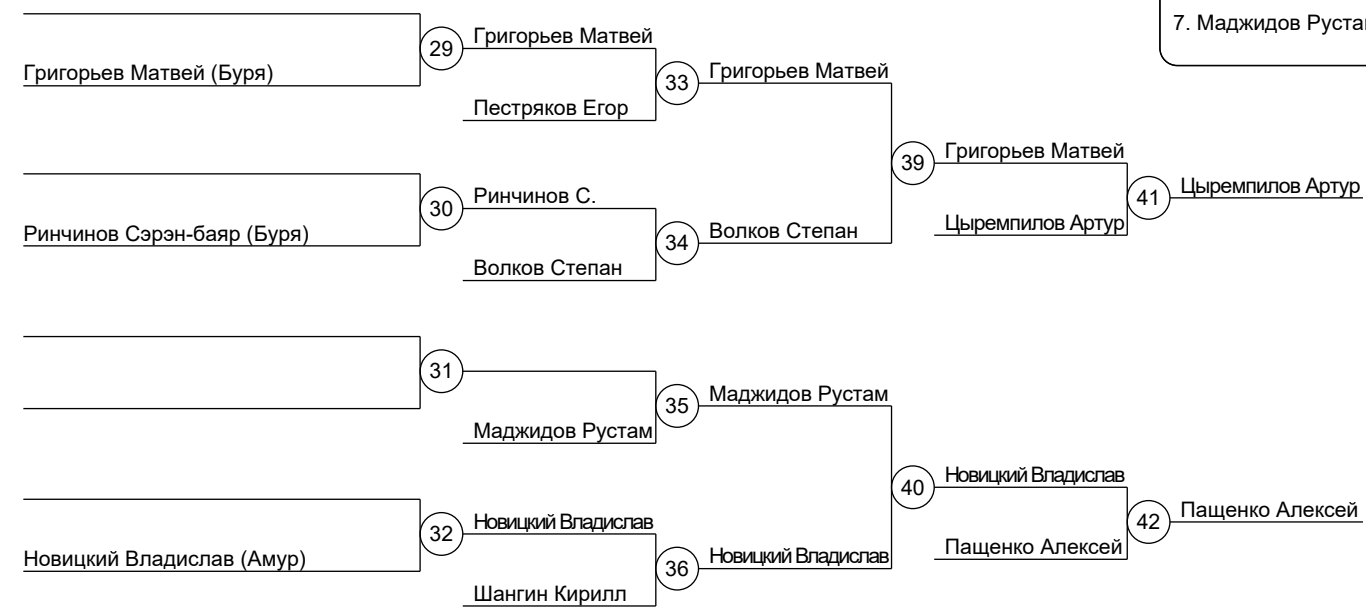 7. Маджидов Руста
29
Григорьев Матвей
Григорьев Матвей (Буря)
33
Григорьев Матвей
Пестряков Егор
39
Григорьев Матвей
30
Ринчинов С.
Ринчинов Сэрэн-баяр (Буря)
34
Волков Степан
Волков Степан
41
Цыремпилов Артур
Цыремпилов Артур
31
35
Маджидов Рустам
Маджидов Рустам
40
Новицкий Владислав
32
Новицкий Владислав
Новицкий Владислав (Амур)
36
Новицкий Владислав
Шангин Кирилл
42
Пащенко Алексей
Пащенко Алексей